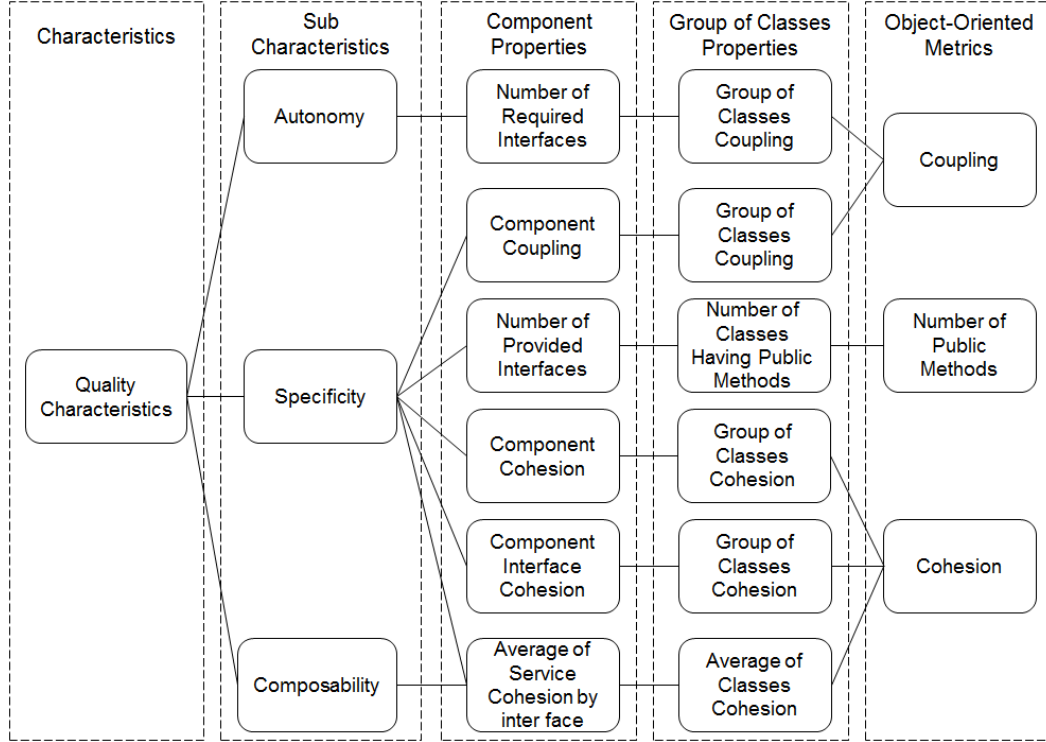 Characteristics
Sub
Characteristics
Component
Properties
Group of Classes
Properties
Object-Oriented
Metrics
Autonomy
Number of
Required
Interfaces
Group of
Classes
Coupling
Coupling
Component
Coupling
Group of
Classes
Coupling
Quality
Characteristics
Specificity
Number of
Provided
Interfaces
Number of
Classes
Having Public
Methods
Number of
Public
Methods
Component
Cohesion
Group of
Classes
Cohesion
Component
Interface
Cohesion
Group of
Classes
Cohesion
Cohesion
Composability
Average of
Service
Cohesion by
inter face
Average of
Classes
Cohesion